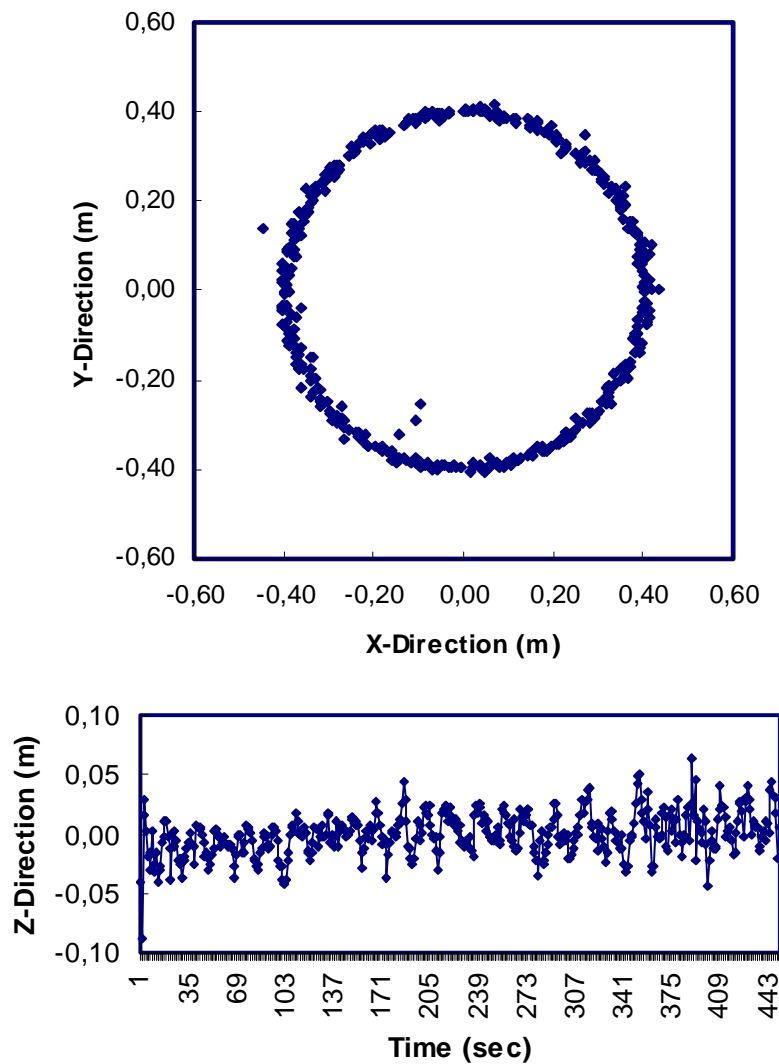 0,60
0,40
0,20
0,00
-0,20
-0,40
-0,60
Y-Direction (m)
-0,60 -0,40 -0,20 0,00 0,20 0,40 0,60
X-Direction (m)
0,10
0,05
0,00
-0,05
-0,10
Z-Direction (m)
1 35 69 103 137 171 205 239 273 307 341 375 409 443
Time (sec)